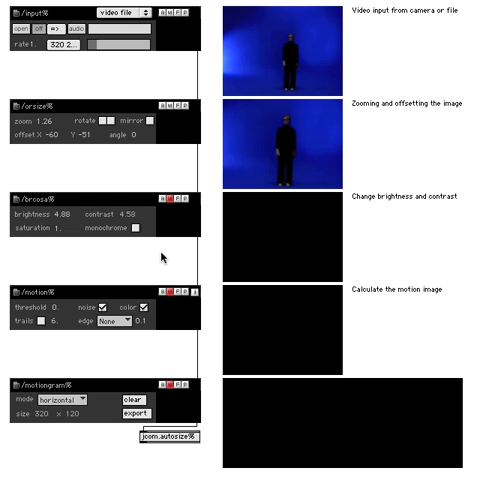 /input%
video file
B M F P
Video input from camera or file
open off => audio
rate 1. 320 2...
/orsize%
B M F P
Zooming and offsetting the image
zoom 1.26 rotate mirror
offset X -60 Y -51 angle 0
/brcosa%
B M F P
Change brightness and contrast
brightness 4.88 contrast 4.58
saturation 1. monochrome
/motion%
B M F P i
Calculate the motion image
threshold 0. noise color
trails 6. edge None 0.1
/motiongram%
B M F P
mode horizontal clear
size 320 x 120 export
jcom.autosize%